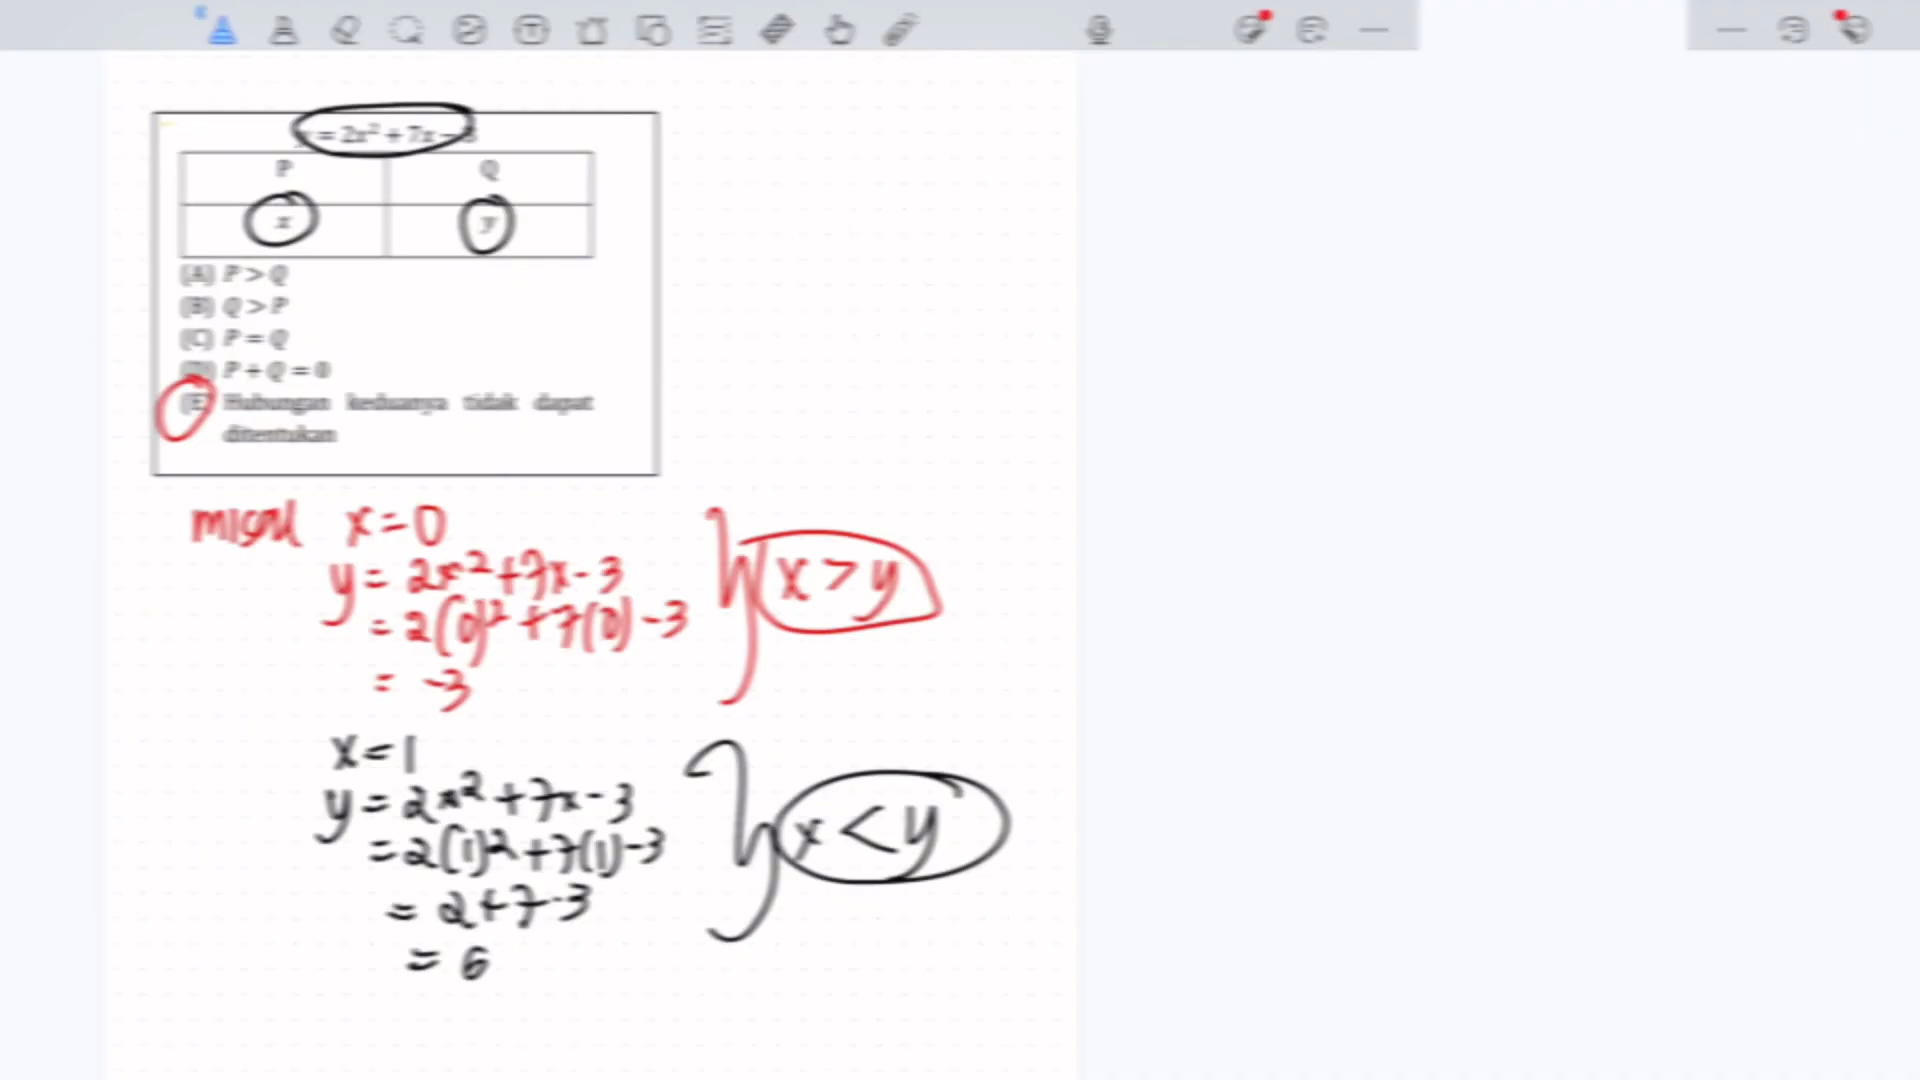 y = 2x² + 7x − 3
P Q
x y
(A) P > Q
(B) Q > P
(C) P = Q
(D) P + Q = 0
(E) Hubungan keduanya tidak dapat
ditentukan
misal x=0
y = 2x²+7x-3
= 2(0)²+7(0)-3
= -3
x > y
x=1
y = 2x²+7x-3
=2(1)²+7(1)-3
= 2+7-3
= 6
x < y